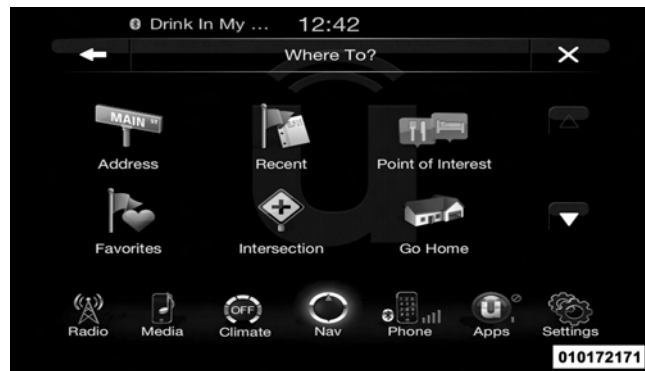 Drink In My ... 12:42
Where To?
MAIN ST
Address Recent Point of Interest
Favorites Intersection Go Home
OFF
Radio Media Climate Nav Phone Apps Settings
010172171